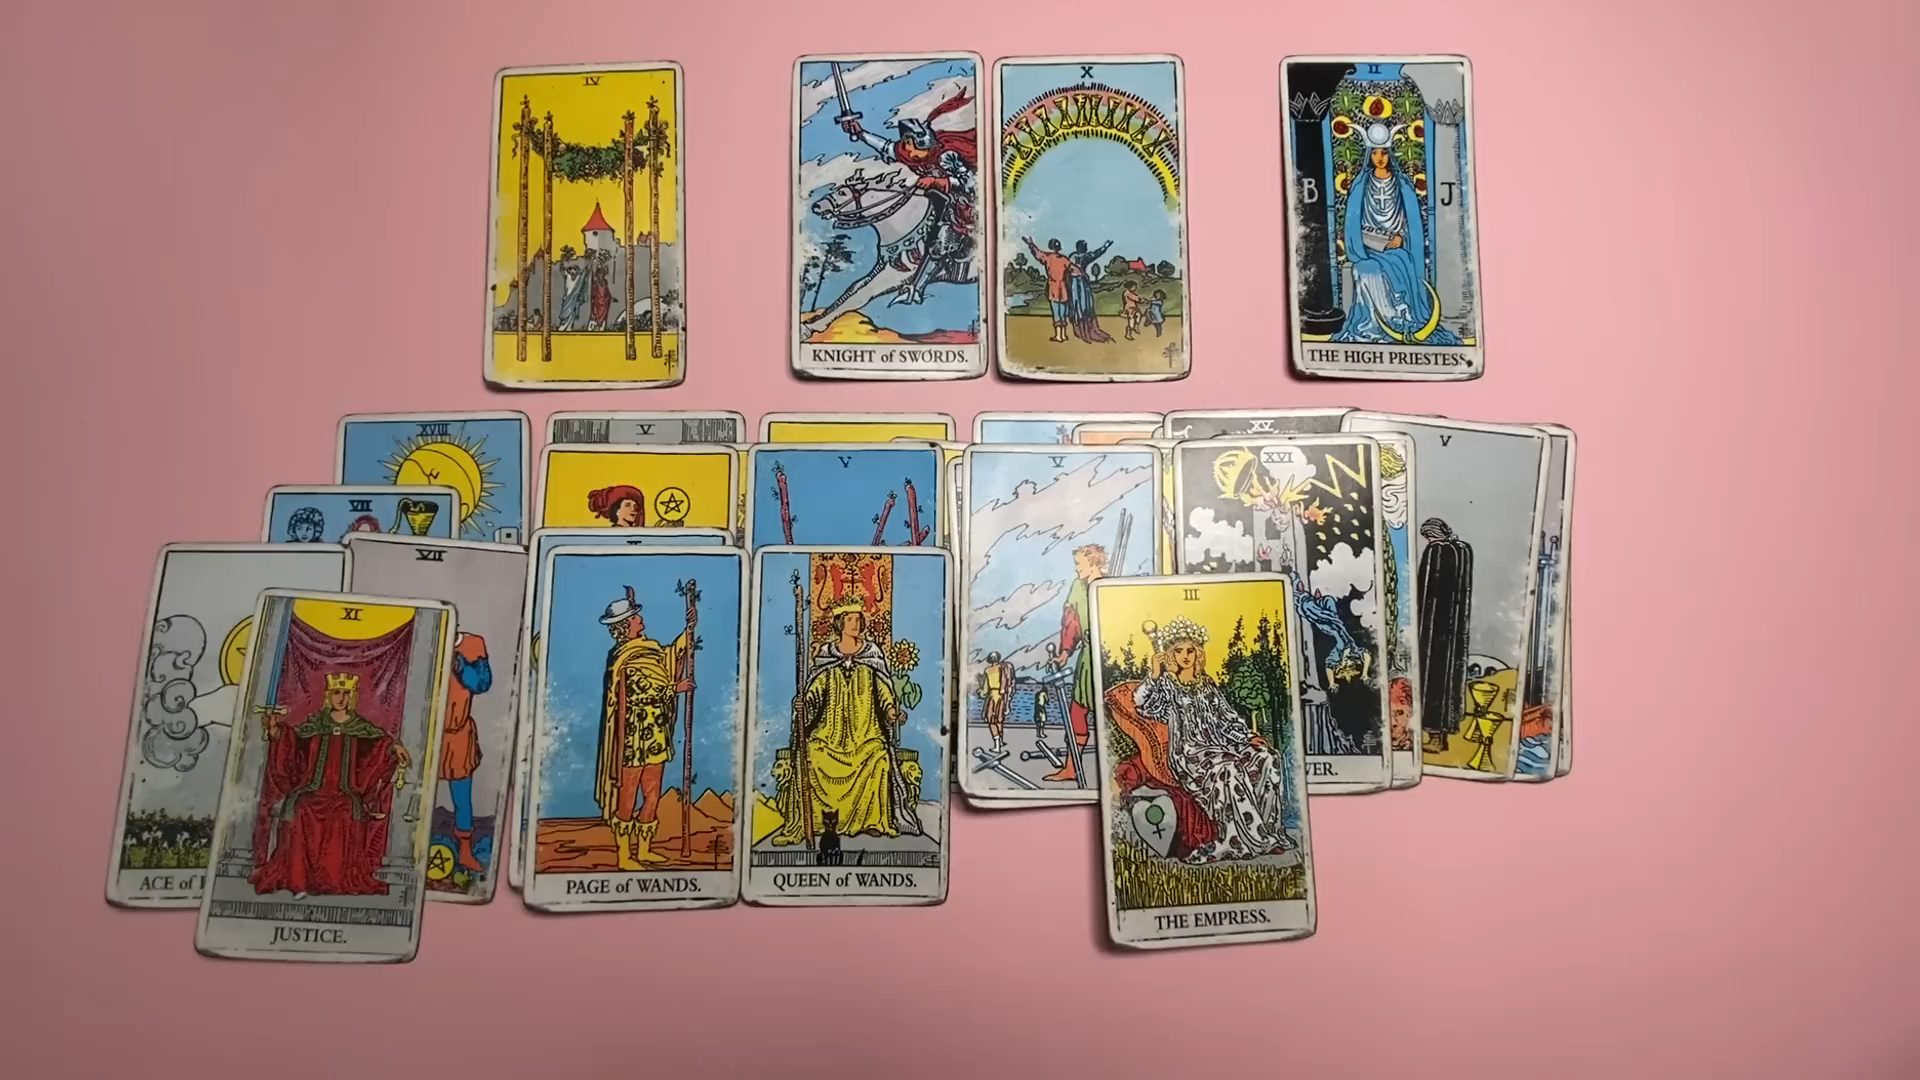 IV
X
II
B
J
KNIGHT of SWORDS.
THE HIGH PRIESTESS.
XVIII
V
XV
V
VII
V
V
XVI
VII
III
XI
ACE of
PAGE of WANDS.
QUEEN of WANDS.
THE EMPRESS.
JUSTICE.